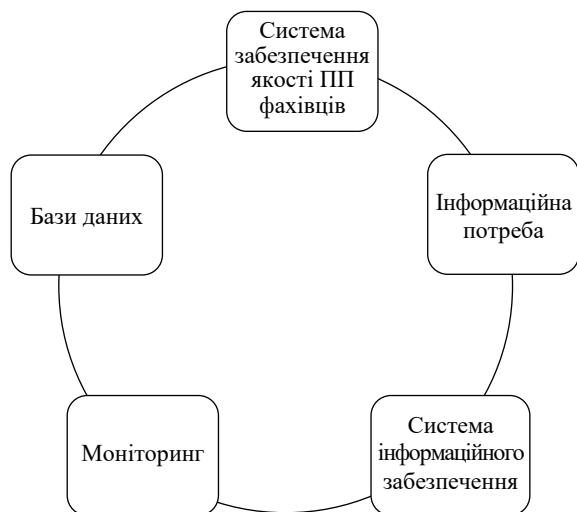 Система
забезпечення
якості ПП
фахівців
Інформаційна
потреба
Система
інформаційного
забезпечення
Моніторинг
Бази даних